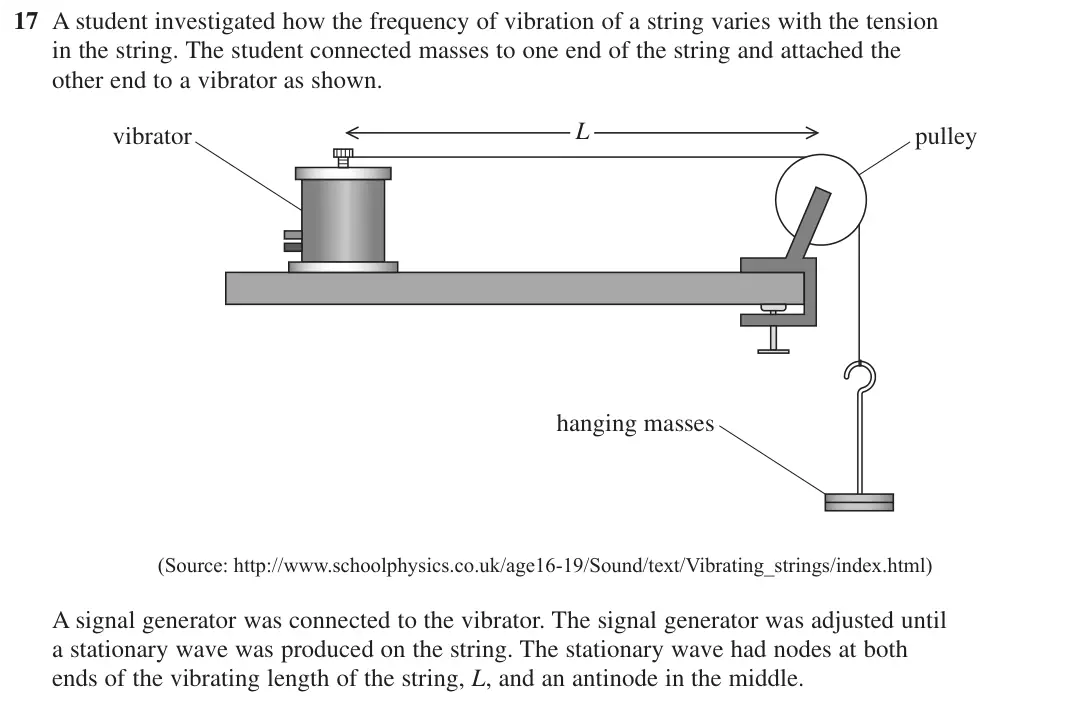 17 A student investigated how the frequency of vibration of a string varies with the tension
in the string. The student connected masses to one end of the string and attached the
other end to a vibrator as shown.
vibrator
L
pulley
hanging masses
(Source: http://www.schoolphysics.co.uk/age16-19/Sound/text/Vibrating_strings/index.html)
A signal generator was connected to the vibrator. The signal generator was adjusted until
a stationary wave was produced on the string. The stationary wave had nodes at both
ends of the vibrating length of the string, L, and an antinode in the middle.